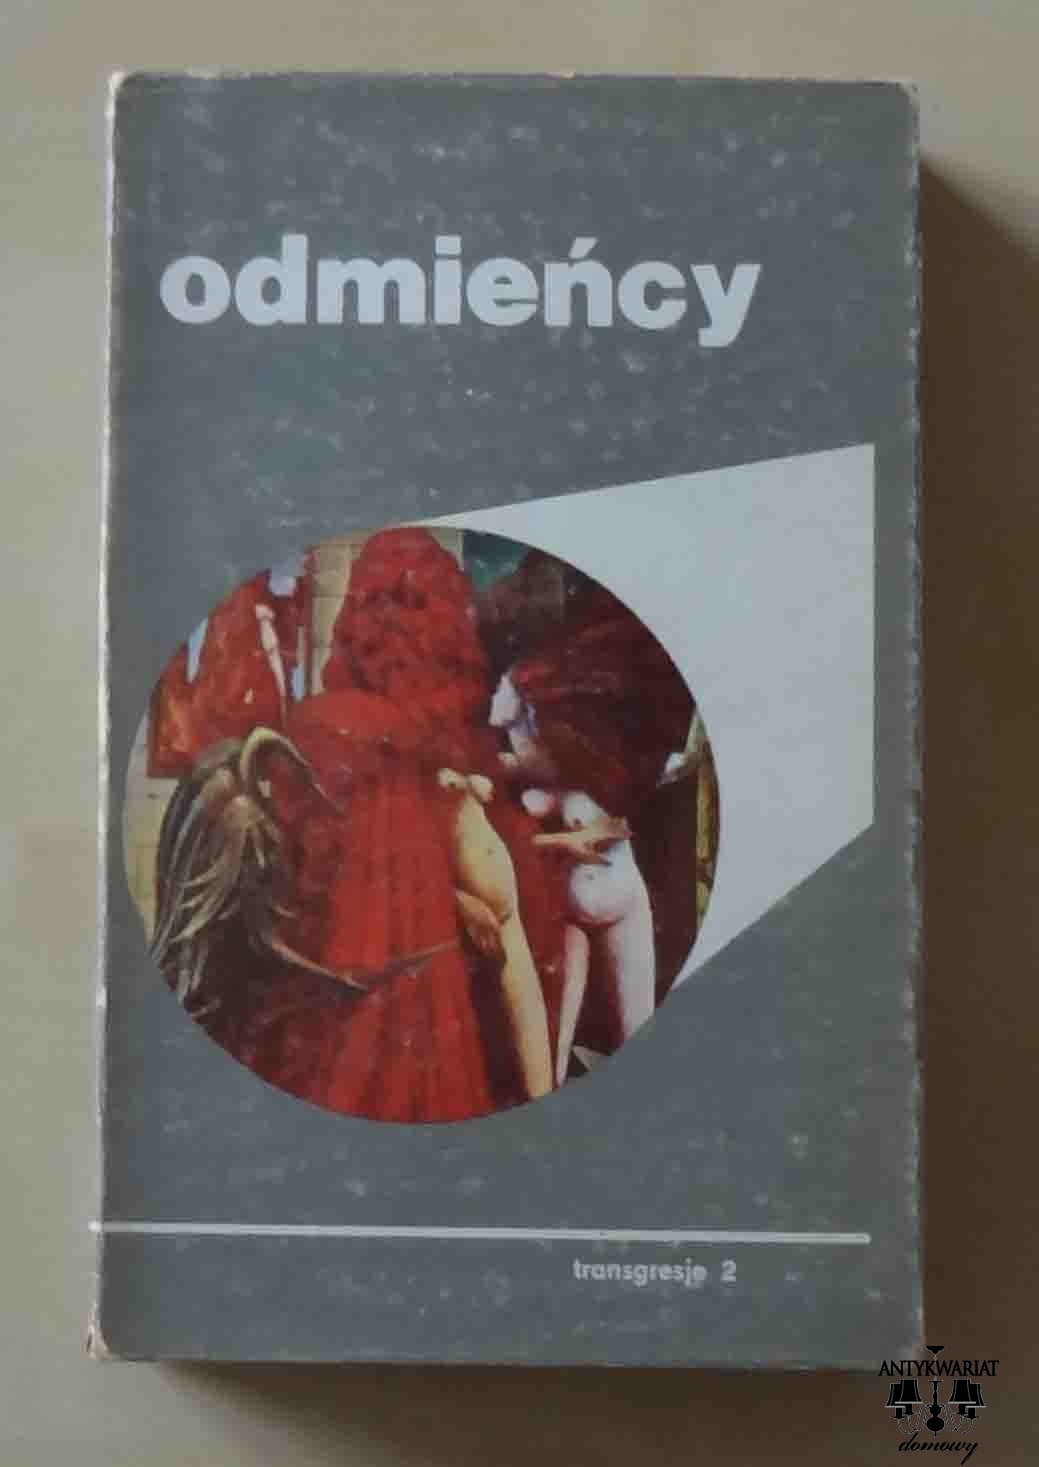 odmieńcy
transgresje 2
ANTYKWARIAT
domowy